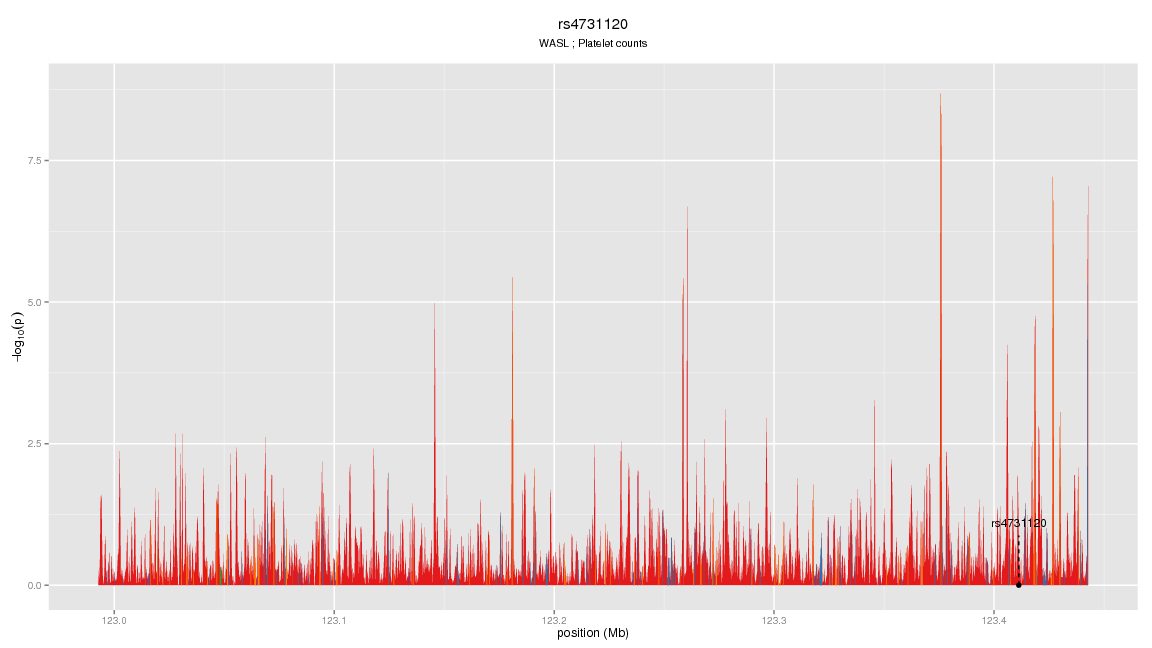 rs4731120
WASL ; Platelet counts
−log10(p)
7.5
5.0
2.5
0.0
rs4731120
123.0 123.1 123.2 123.3 123.4
position (Mb)